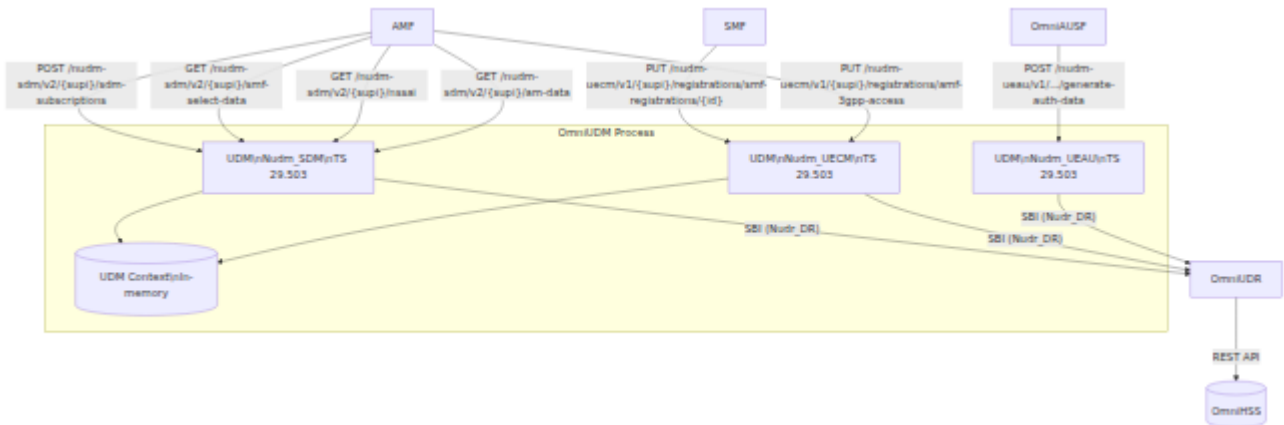 AMF
SMF
OmniAUSF
POST /nudm-
sdm/v2/{supi}/sdm-
subscriptions
GET /nudm-
sdm/v2/{supi}/smf-
select-data
GET /nudm-
sdm/v2/{supi}/nssai
GET /nudm-
sdm/v2/{supi}/am-data
PUT /nudm-
uecm/v1/{supi}/registrations/smf-
registrations/{id}
PUT /nudm-
uecm/v1/{supi}/registrations/amf-
3gpp-access
POST /nudm-
ueau/v1/.../generate-
auth-data
OmniUDM Process
UDM\nNudm_SDM\nTS
29.503
UDM\nNudm_UECM\nTS
29.503
UDM\nNudm_UEAU\nTS
29.503
SBI (Nudr_DR)
SBI (Nudr_DR)
SBI (Nudr_DR)
UDM Context\nIn-
memory
OmniUDR
REST API
OmniHSS